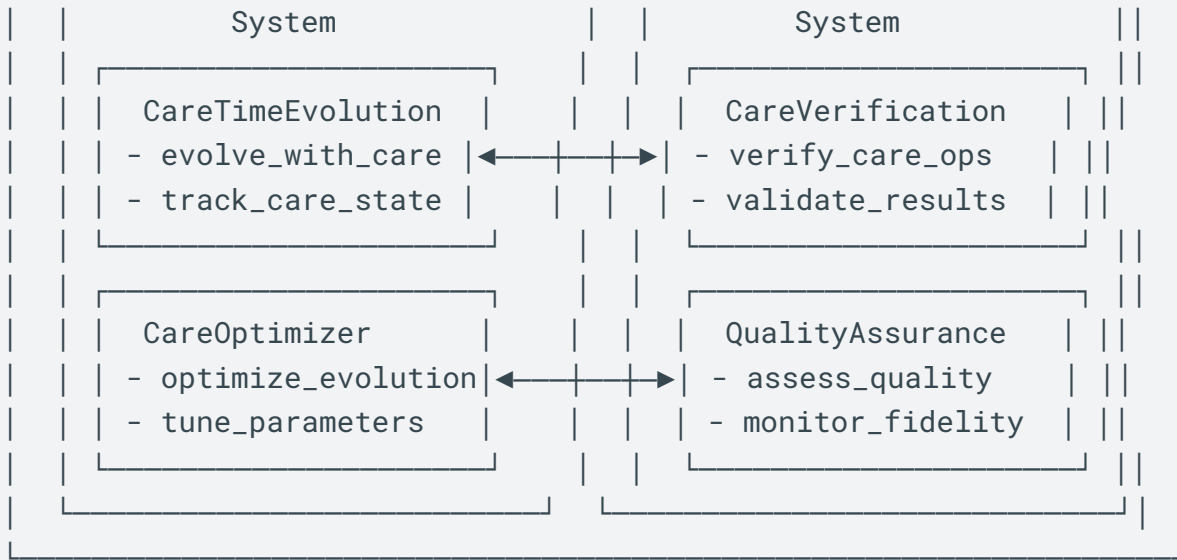 System System
CareTimeEvolution CareVerification
- evolve_with_care - verify_care_ops
- track_care_state - validate_results
CareOptimizer QualityAssurance
- optimize_evolution - assess_quality
- tune_parameters - monitor_fidelity